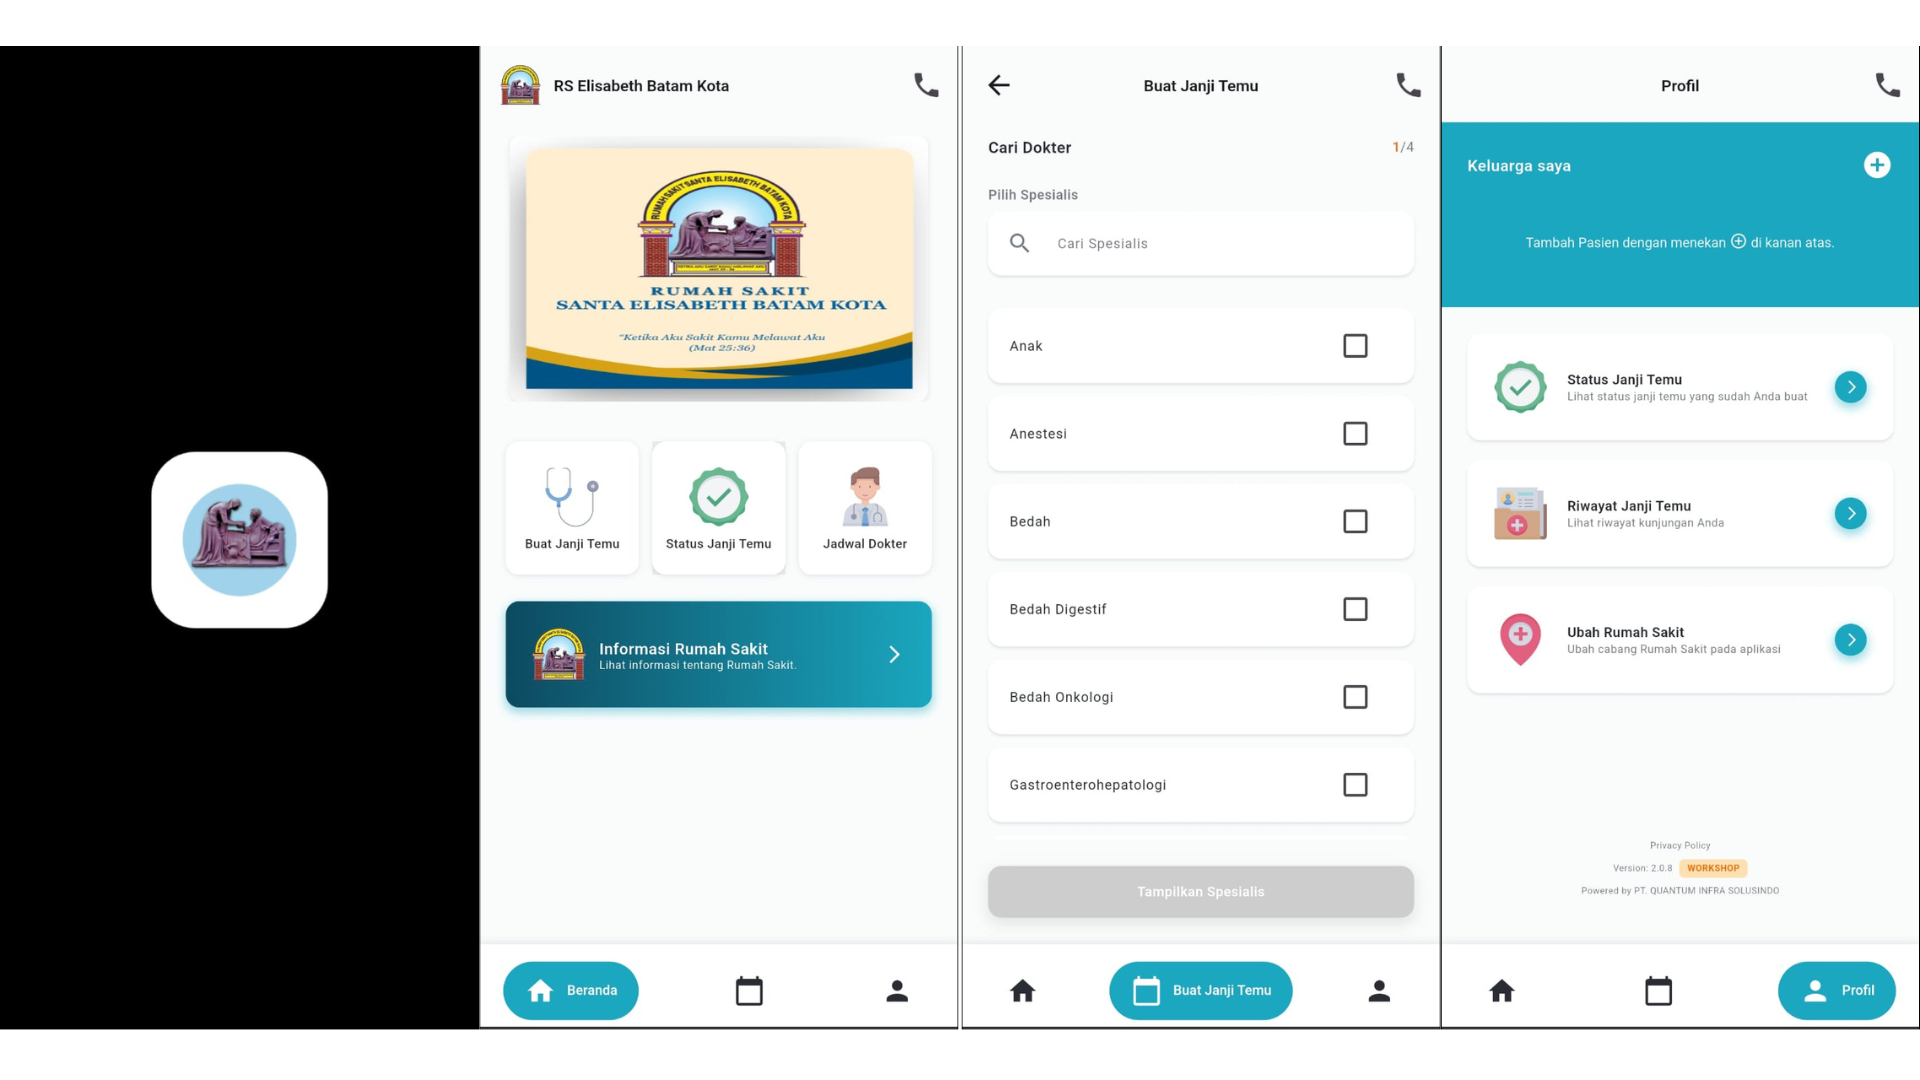 RS Elisabeth Batam Kota
RUMAH SAKIT SANTA ELISABETH BATAM KOTA
RUMAH SAKIT
SANTA ELISABETH BATAM KOTA
"Ketika Aku Sakit Kamu Melawat Aku
(Mat 25:36)
Buat Janji Temu
Status Janji Temu
Jadwal Dokter
Informasi Rumah Sakit
Lihat informasi tentang Rumah Sakit.
Beranda
Buat Janji Temu
Cari Dokter
1/4
Pilih Spesialis
Cari Spesialis
Anak
Anestesi
Bedah
Bedah Digestif
Bedah Onkologi
Gastroenterohepatologi
Tampilkan Spesialis
Buat Janji Temu
Profil
Keluarga saya
Tambah Pasien dengan menekan ⊕ di kanan atas.
Status Janji Temu
Lihat status janji temu yang sudah Anda buat
Riwayat Janji Temu
Lihat riwayat kunjungan Anda
Ubah Rumah Sakit
Ubah cabang Rumah Sakit pada aplikasi
Privacy Policy
Version: 2.0.8 WORKSHOP
Powered by PT. QUANTUM INFRA SOLUSINDO
Profil